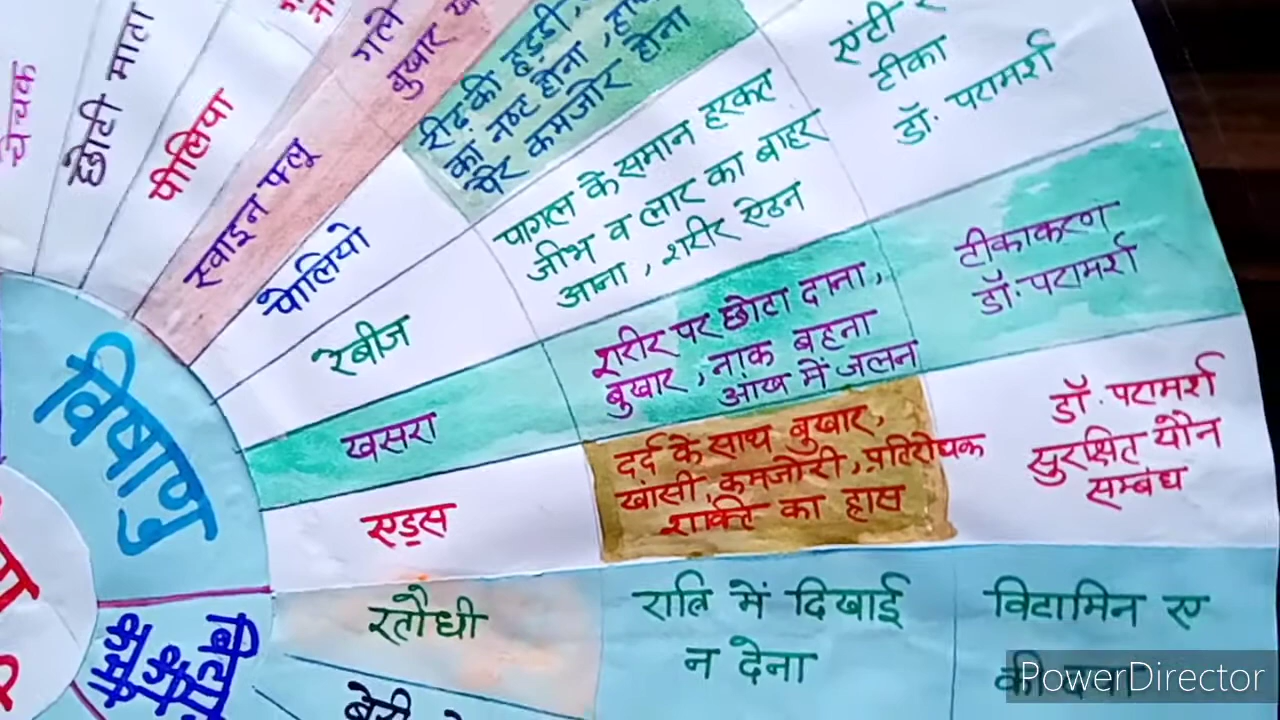 चेचक
छोटी माता
पीलिया
स्वाइन फ्लू
गले
बुखार
पोलियो
रीढ़ की हड्डी
का नष्ट होना
पैर कमजोर होना
रेबीज
पागल के समान हरकत
जीभ व लार का बाहर
आना, शरीर ऐठन
एंटी
टीका
डॉ. परामर्श
खसरा
शरीर पर छोटा दाना,
बुखार, नाक बहना
आंख में जलन
टीकाकरण
डॉ. परामर्श
एड्स
दर्द के साथ बुखार,
खांसी, कमजोरी, प्रतिरोधक
शक्ति का हास
डॉ. परामर्श
सुरक्षित यौन
सम्बंध
विषाणु
रतौधी
रात्रि में दिखाई
न देना
विटामिन ए
की
बेरी
PowerDirector